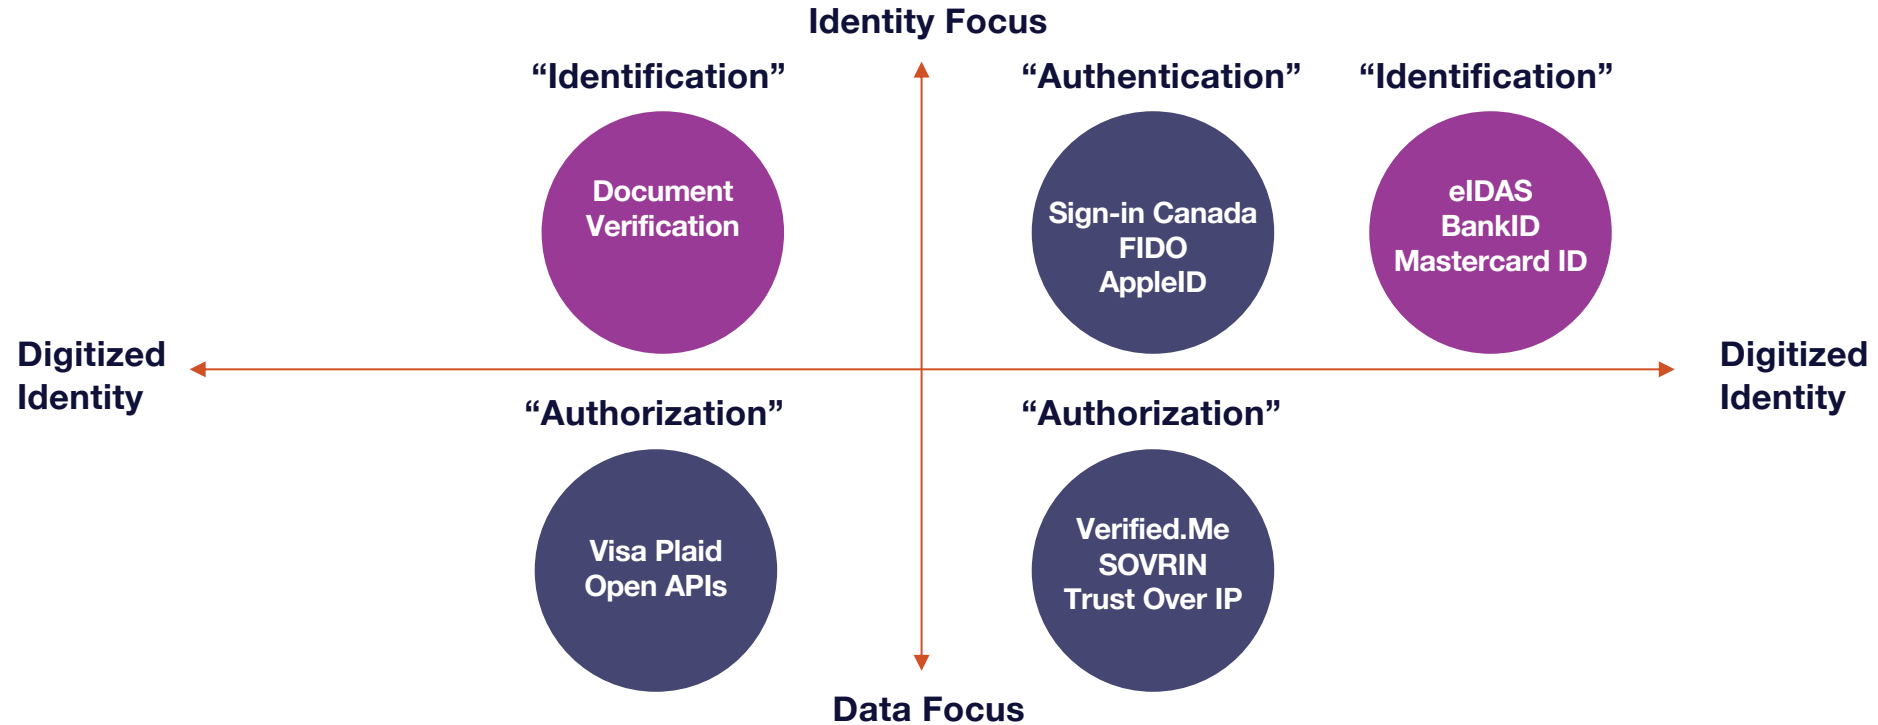 Identity Focus
“Identification”
“Authentication”
“Identification”
Document
Verification
Sign-in Canada
FIDO
AppleID
eIDAS
BankID
Mastercard ID
Digitized
Identity
Digitized
Identity
“Authorization”
“Authorization”
Visa Plaid
Open APIs
Verified.Me
SOVRIN
Trust Over IP
Data Focus